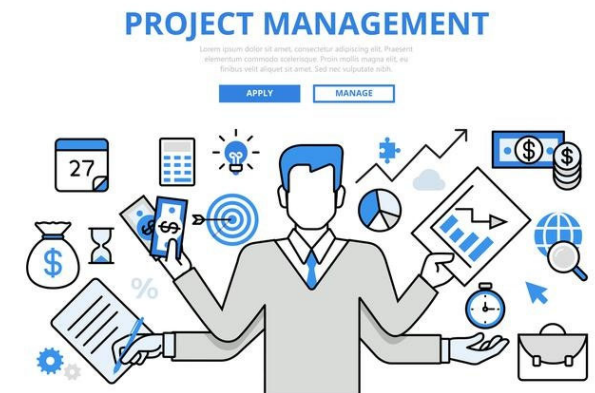 PROJECT MANAGEMENT
Lorem ipsum dolor sit amet, consectetur adipiscing elit. Praesent
elementum commodo scelerisque. Proin mollis magna elit, eu
finibus velit aliquet sit amet. Sed nec vulputate nibh.
APPLY MANAGE
27
$ $
$
$
$
%